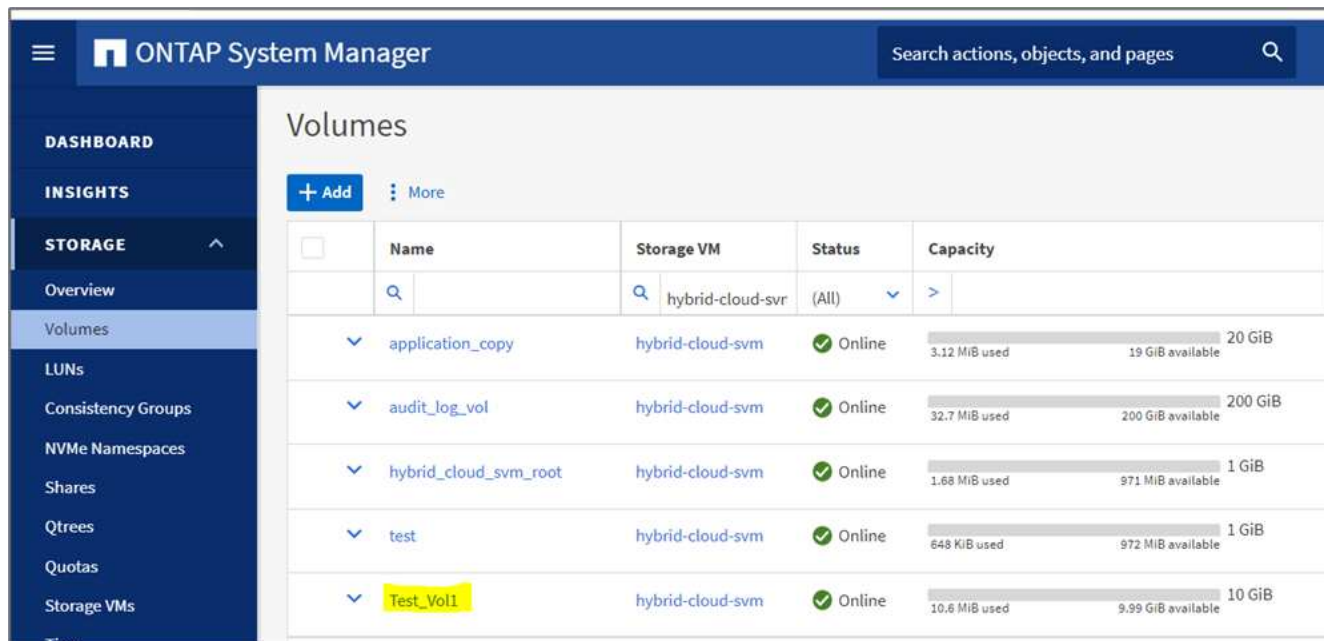 ONTAP System Manager
Search actions, objects, and pages
DASHBOARD
INSIGHTS
STORAGE
Overview
Volumes
LUNs
Consistency Groups
NVMe Namespaces
Shares
Qtrees
Quotas
Storage VMs
Volumes
+ Add
More
Name Storage VM Status Capacity
hybrid-cloud-svr (All) >
application_copy hybrid-cloud-svm Online 3.12 MiB used 19 GiB available 20 GiB
audit_log_vol hybrid-cloud-svm Online 32.7 MiB used 200 GiB available 200 GiB
hybrid_cloud_svm_root hybrid-cloud-svm Online 1.68 MiB used 971 MiB available 1 GiB
test hybrid-cloud-svm Online 648 KiB used 972 MiB available 1 GiB
Test_Vol1 hybrid-cloud-svm Online 10.6 MiB used 9.99 GiB available 10 GiB